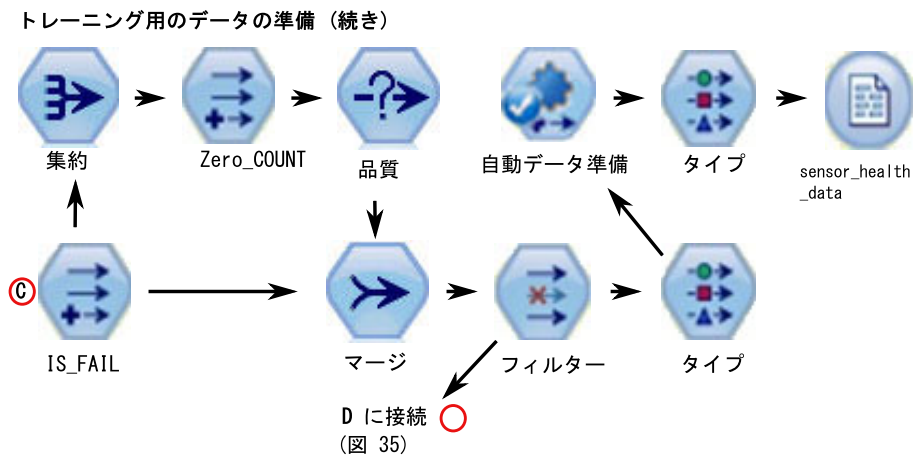 トレーニング用のデータの準備 (続き)
集約
Zero_COUNT
品質
自動データ準備
タイプ
sensor_health
_data
C
IS_FAIL
マージ
フィルター
タイプ
D に接続
(図 35)